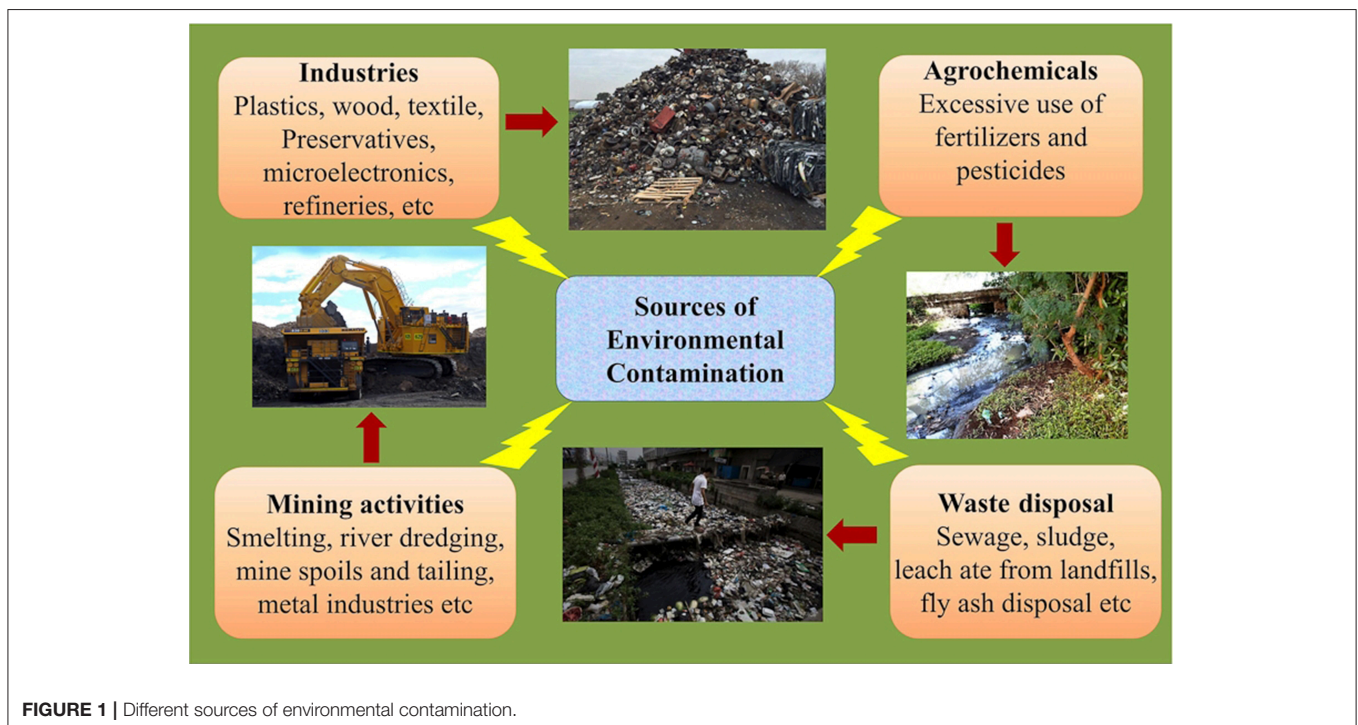 Industries
Plastics, wood, textile,
Preservatives,
microelectronics,
refineries, etc
Agrochemicals
Excessive use of
fertilizers and
pesticides
Sources of
Environmental
Contamination
Mining activities
Smelting, river dredging,
mine spoils and tailing,
metal industries etc
Waste disposal
Sewage, sludge,
leach ate from landfills,
fly ash disposal etc
FIGURE 1 | Different sources of environmental contamination.